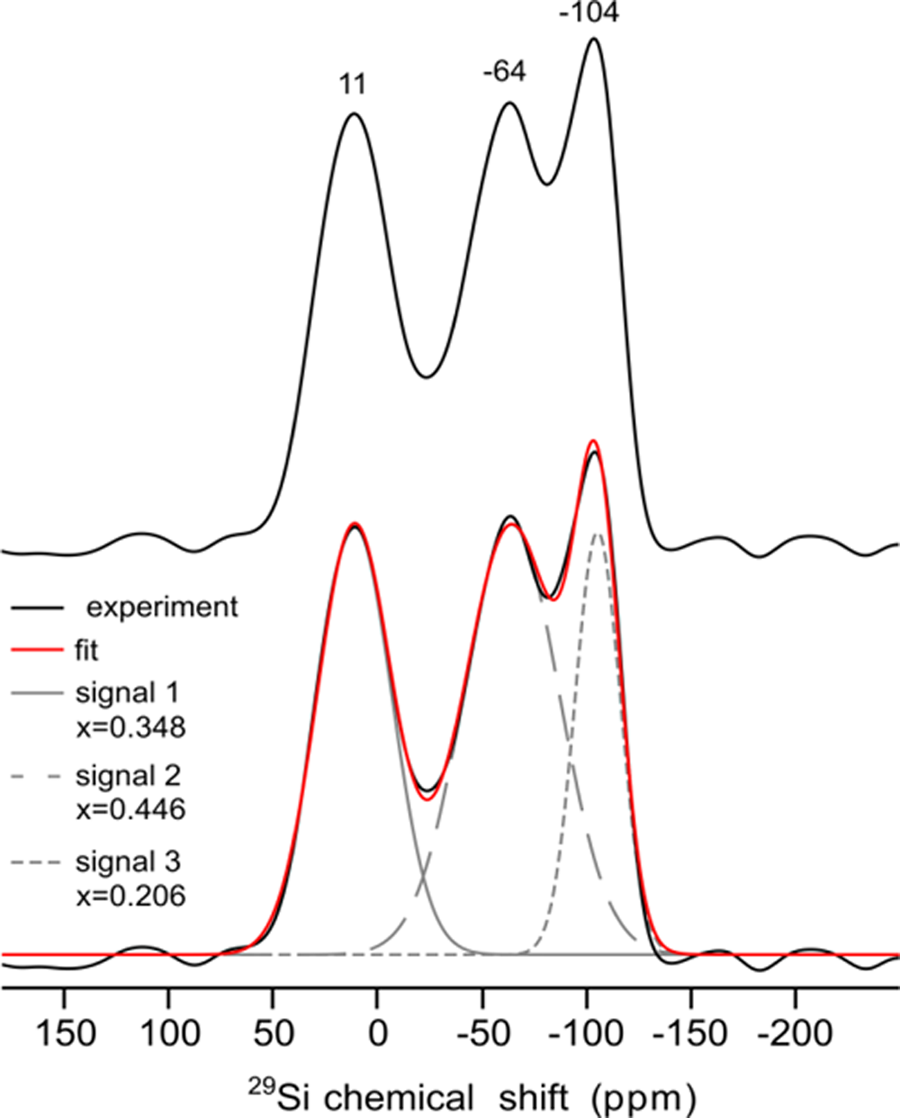 -104
-64
11
experiment
fit
signal 1
x=0.348
signal 2
x=0.446
signal 3
x=0.206
150 100 50 0 -50 -100 -150 -200
²⁹Si chemical shift (ppm)